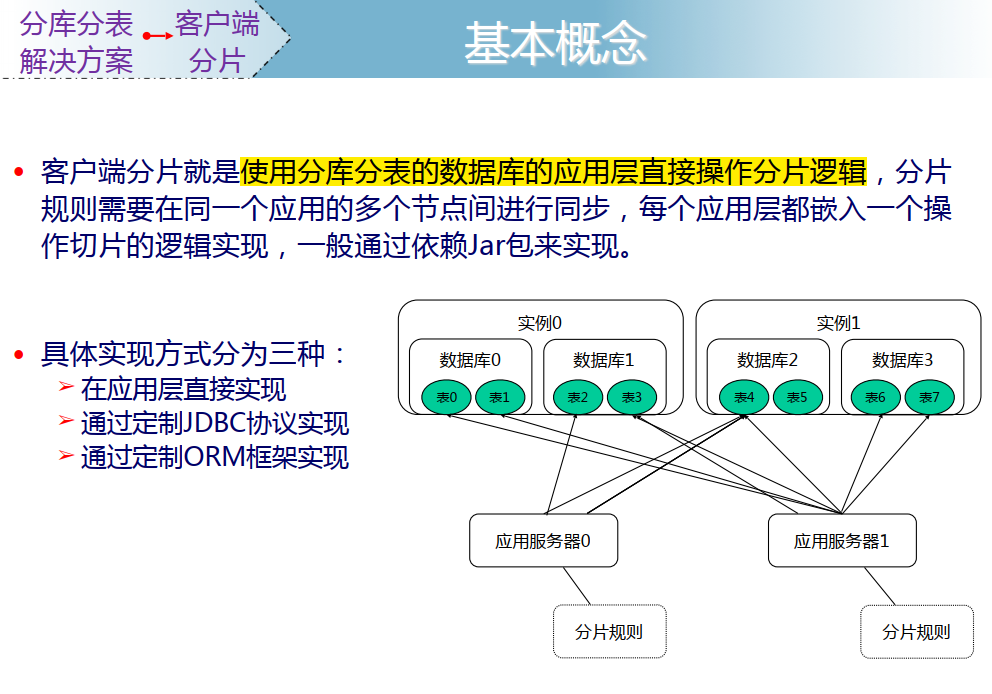 分库分表
解决方案
客户端
分片
基本概念
• 客户端分片就是使用分库分表的数据库的应用层直接操作分片逻辑，分片
规则需要在同一个应用的多个节点间进行同步，每个应用层都嵌入一个操
作切片的逻辑实现，一般通过依赖Jar包来实现。
• 具体实现方式分为三种：
➢ 在应用层直接实现
➢ 通过定制JDBC协议实现
➢ 通过定制ORM框架实现
实例0
实例1
数据库0
数据库1
数据库2
数据库3
表0
表1
表2
表3
表4
表5
表6
表7
应用服务器0
应用服务器1
分片规则
分片规则